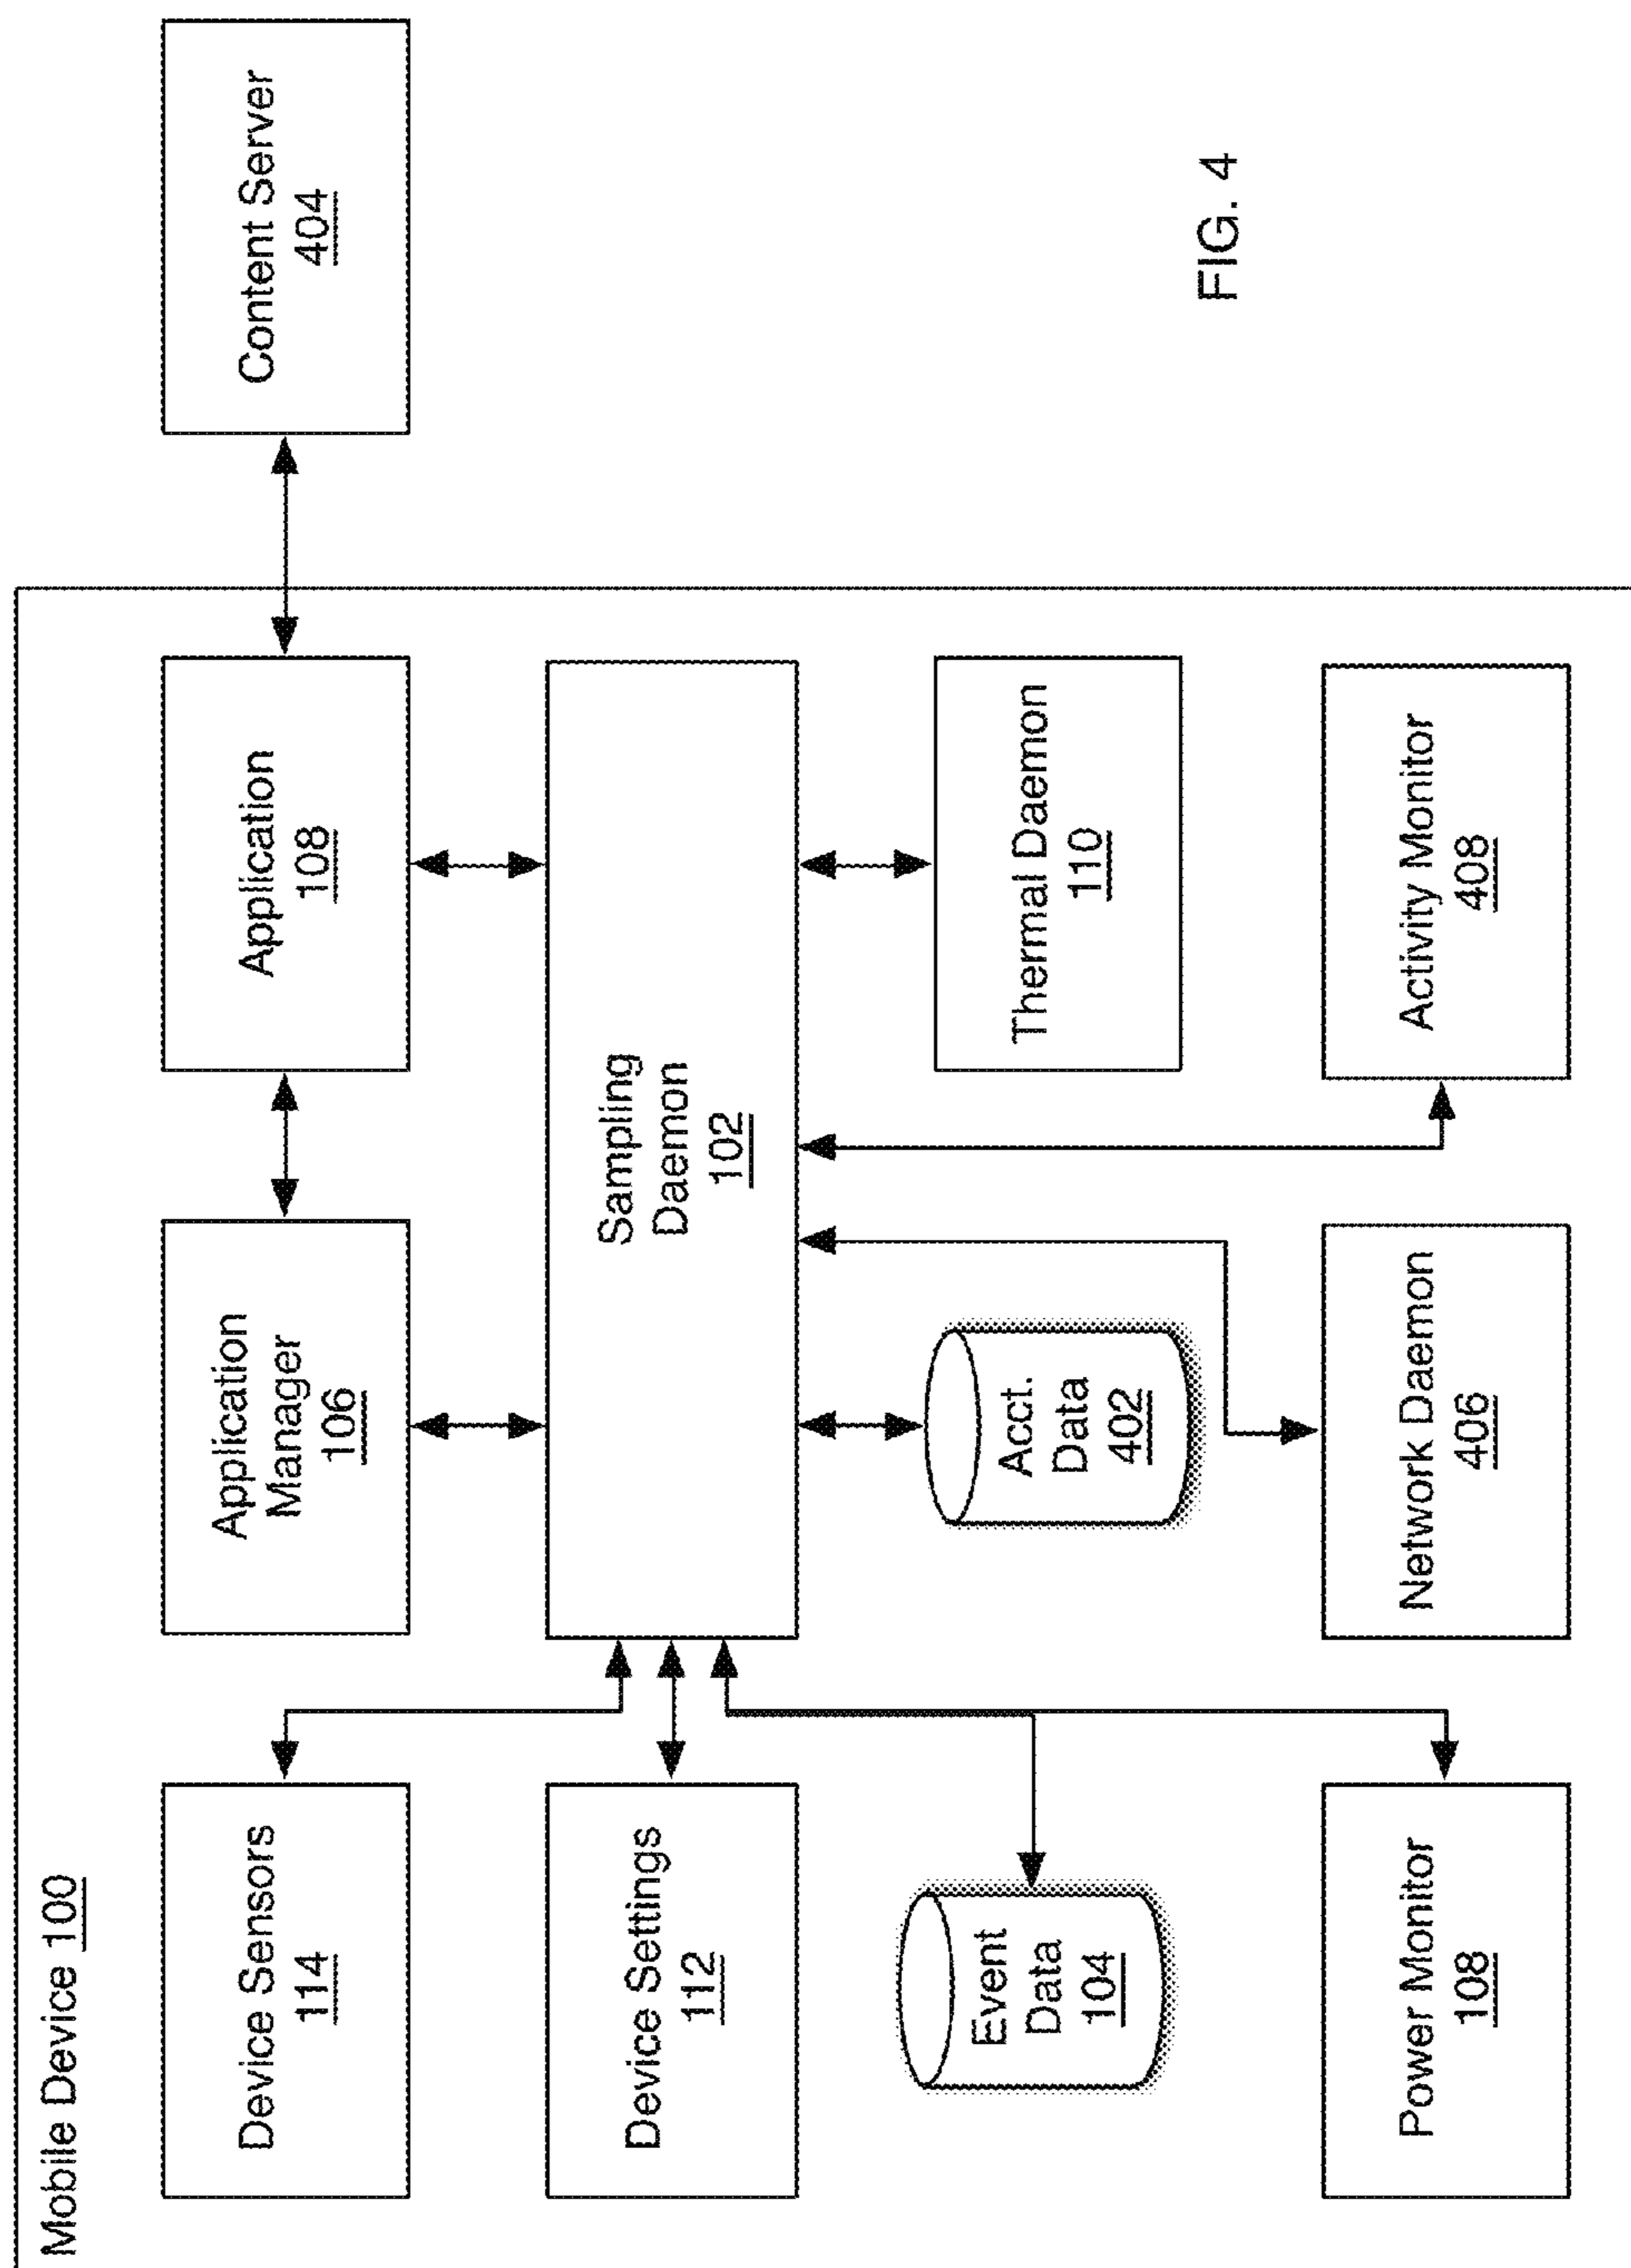 Mobile Device 100
Device Sensors
114
Application
Manager
106
Application
108
Content Server
404
Device Settings
112
Sampling
Daemon
102
Event
Data
104
Acct.
Data
402
Thermal Daemon
110
Power Monitor
108
Network Daemon
406
Activity Monitor
408
FIG. 4